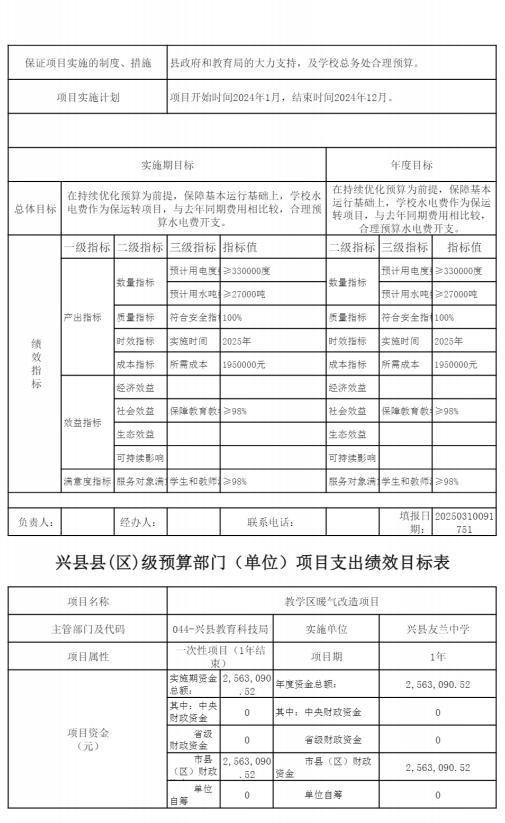 保证项目实施的制度、措施 县政府和教育局的大力支持，及学校总务处合理预算。
项目实施计划 项目开始时间2024年1月，结束时间2024年12月。
实施期目标 年度目标
总体目标
在持续优化预算为前提，保障基本运行基础上，学校水
电费作为保运转项目，与去年同期费用相比较，合理预
算水电费开支。
在持续优化预算为前提，保障基本
运行基础上，学校水电费作为保运
转项目，与去年同期费用相比较，
合理预算水电费开支。
绩效指标
一级指标 二级指标 三级指标 指标值 二级指标 三级指标 指标值
产出指标
数量指标 预计用电度 ≥330000度 数量指标 预计用电度 ≥330000度
预计用水吨 ≥27000吨 预计用水吨 ≥27000吨
质量指标 符合安全指 100% 质量指标 符合安全指 100%
时效指标 实施时间 2025年 时效指标 实施时间 2025年
成本指标 所需成本 1950000元 成本指标 所需成本 1950000元
效益指标
经济效益 经济效益
社会效益 保障教育教 ≥98% 社会效益 保障教育教 ≥98%
生态效益 生态效益
可持续影响 可持续影响
满意度指标 服务对象满 学生和教师 ≥98% 服务对象满 学生和教师 ≥98%
负责人: 经办人: 联系电话: 填报日
期:
20250310091
751
兴县县(区)级预算部门（单位）项目支出绩效目标表
项目名称 教学区暖气改造项目
主管部门及代码 044-兴县教育科技局 实施单位 兴县友兰中学
项目属性 一次性项目（1年结
束） 项目期 1年
项目资金
（元）
实施期资金
总额: 2,563,090
.52 年度资金总额: 2,563,090.52
其中: 中央
财政资金 0 其中: 中央财政资金 0
省级
财政资金 0 省级财政资金 0
市县
（区）财政 2,563,090
.52 市县（区）财政
资金 2,563,090.52
单位
自筹 0 单位自筹 0